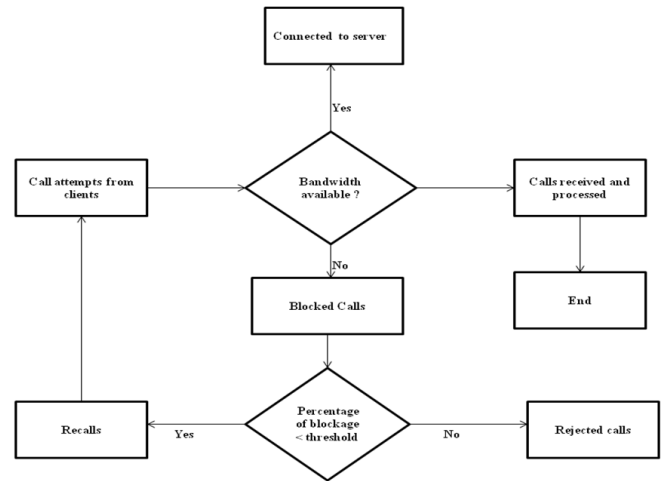 Connected to server
Yes
Call attempts from
clients
Bandwidth
available ?
Calls received and
processed
No
Blocked Calls
End
Percentage
of blockage
< threshold
Recalls
Yes
No
Rejected calls